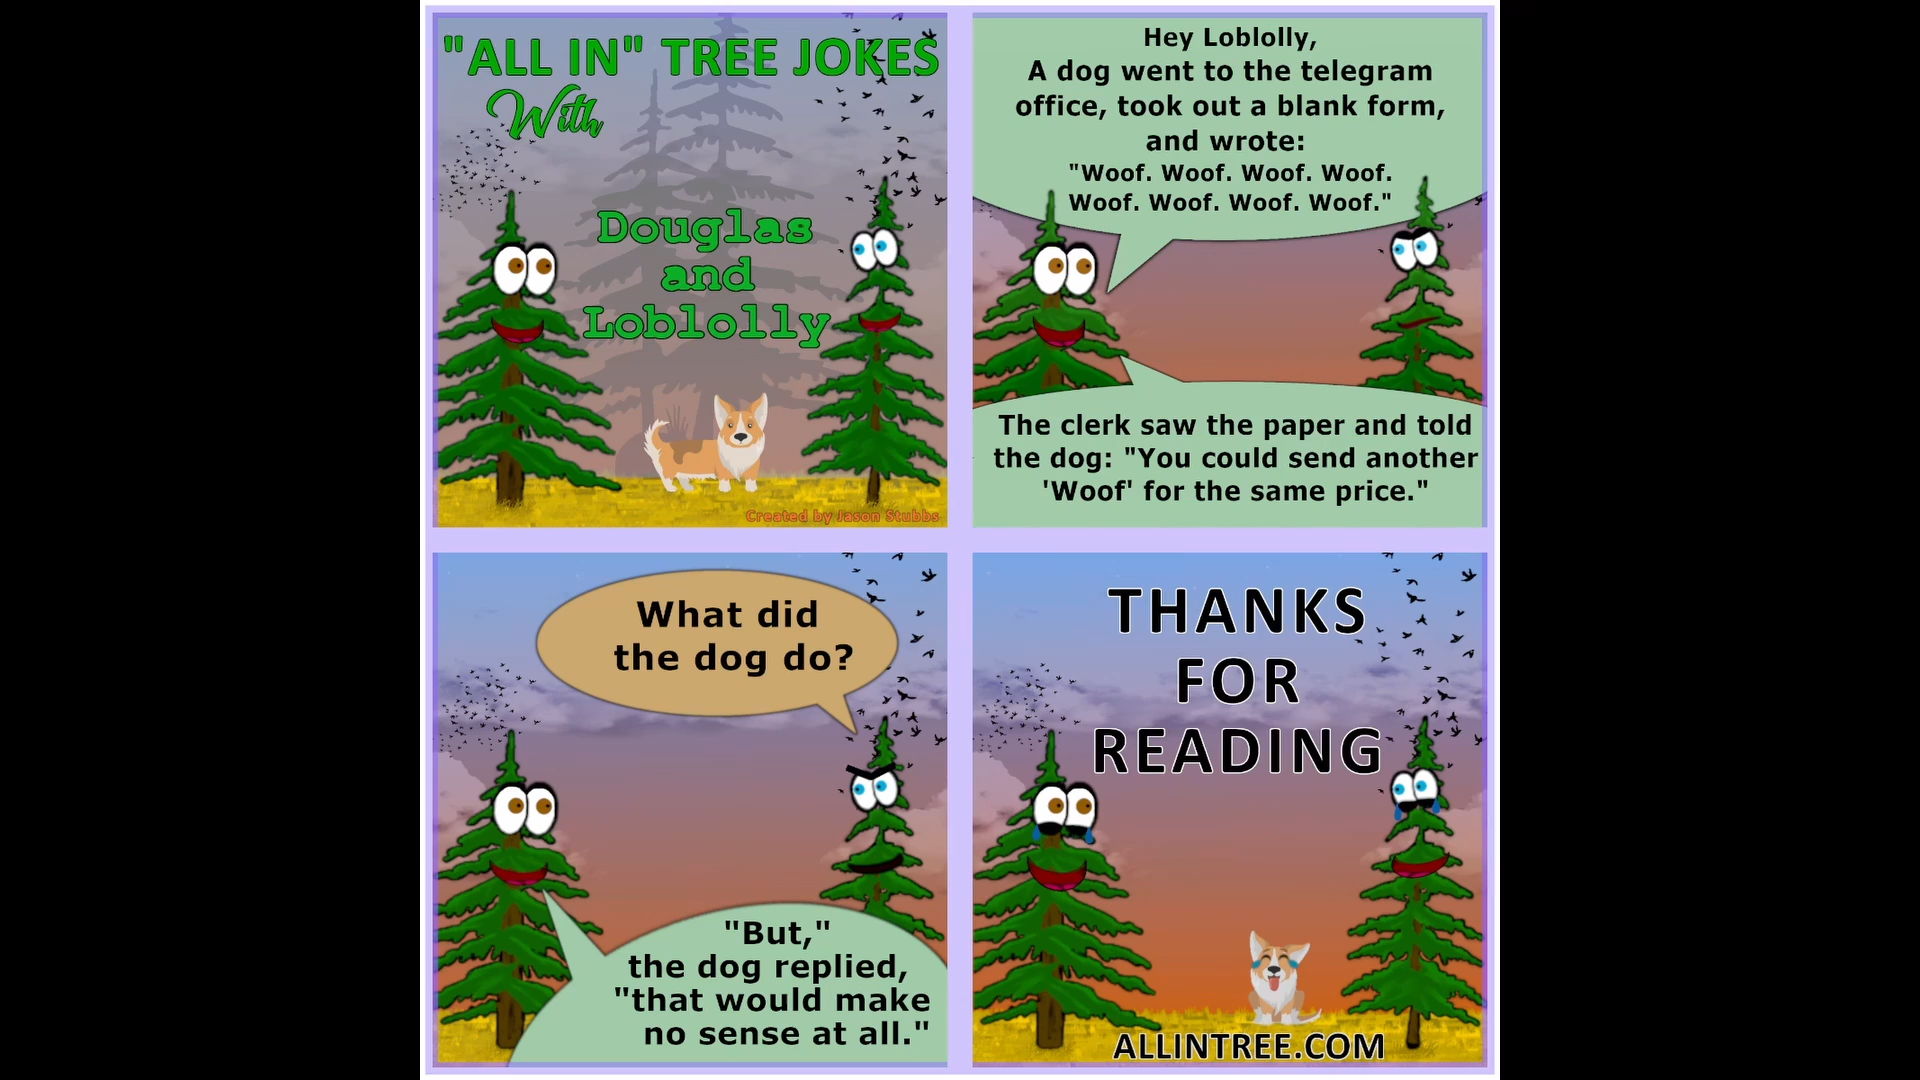 "ALL IN" TREE JOKES
With
Douglas
and
Loblolly
Created by Jason Stubbs
Hey Loblolly,
A dog went to the telegram
office, took out a blank form,
and wrote:
"Woof. Woof. Woof. Woof.
Woof. Woof. Woof. Woof."
The clerk saw the paper and told
the dog: "You could send another
'Woof' for the same price."
What did
the dog do?
"But,"
the dog replied,
"that would make
no sense at all."
THANKS
FOR
READING
ALLINTREE.COM